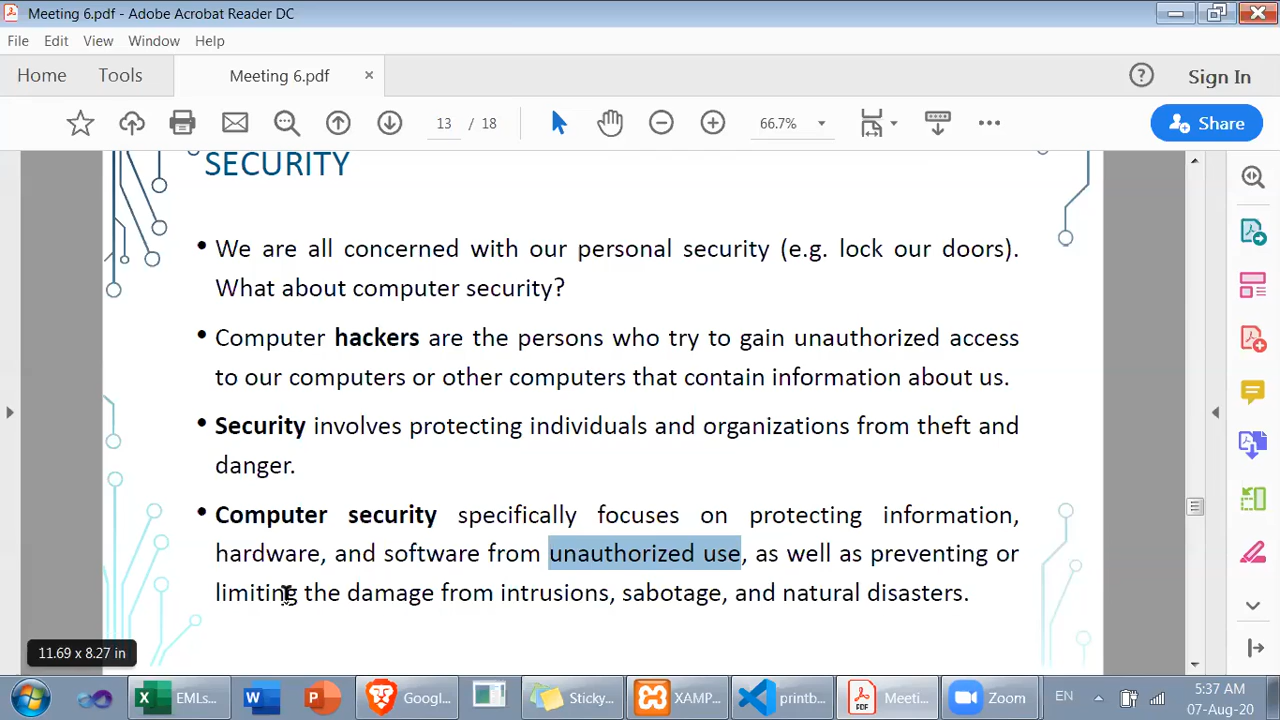 Meeting 6.pdf - Adobe Acrobat Reader DC
File Edit View Window Help
Home Tools Meeting 6.pdf × Sign In
13 / 18 66.7% Share
SECURITY
• We are all concerned with our personal security (e.g. lock our doors).
What about computer security?
• Computer hackers are the persons who try to gain unauthorized access
to our computers or other computers that contain information about us.
• Security involves protecting individuals and organizations from theft and
danger.
• Computer security specifically focuses on protecting information,
hardware, and software from unauthorized use, as well as preventing or
limiting the damage from intrusions, sabotage, and natural disasters.
11.69 x 8.27 in
EMLs... Googl... Sticky... XAMP... printb... Meeti... Zoom EN 5:37 AM
07-Aug-20